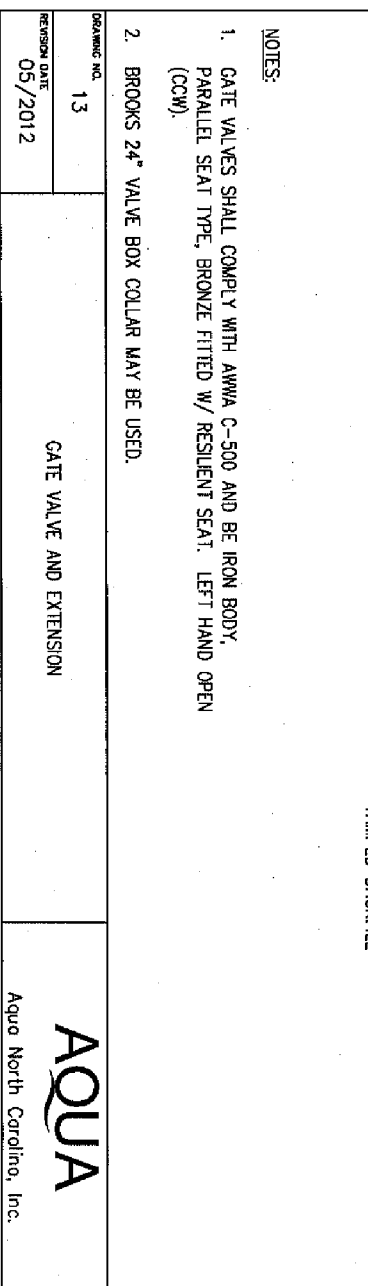 NOTES:
1. GATE VALVES SHALL COMPLY WITH AWWA C-500 AND BE IRON BODY,
PARALLEL SEAT TYPE, BRONZE FITTED W/ RESILIENT SEAT. LEFT HAND OPEN
(CCW).
2. BROOKS 24" VALVE BOX COLLAR MAY BE USED.
DRAWING NO.
13
REVISION DATE
05/2012
GATE VALVE AND EXTENSION
AQUA
Aqua North Carolina, Inc.